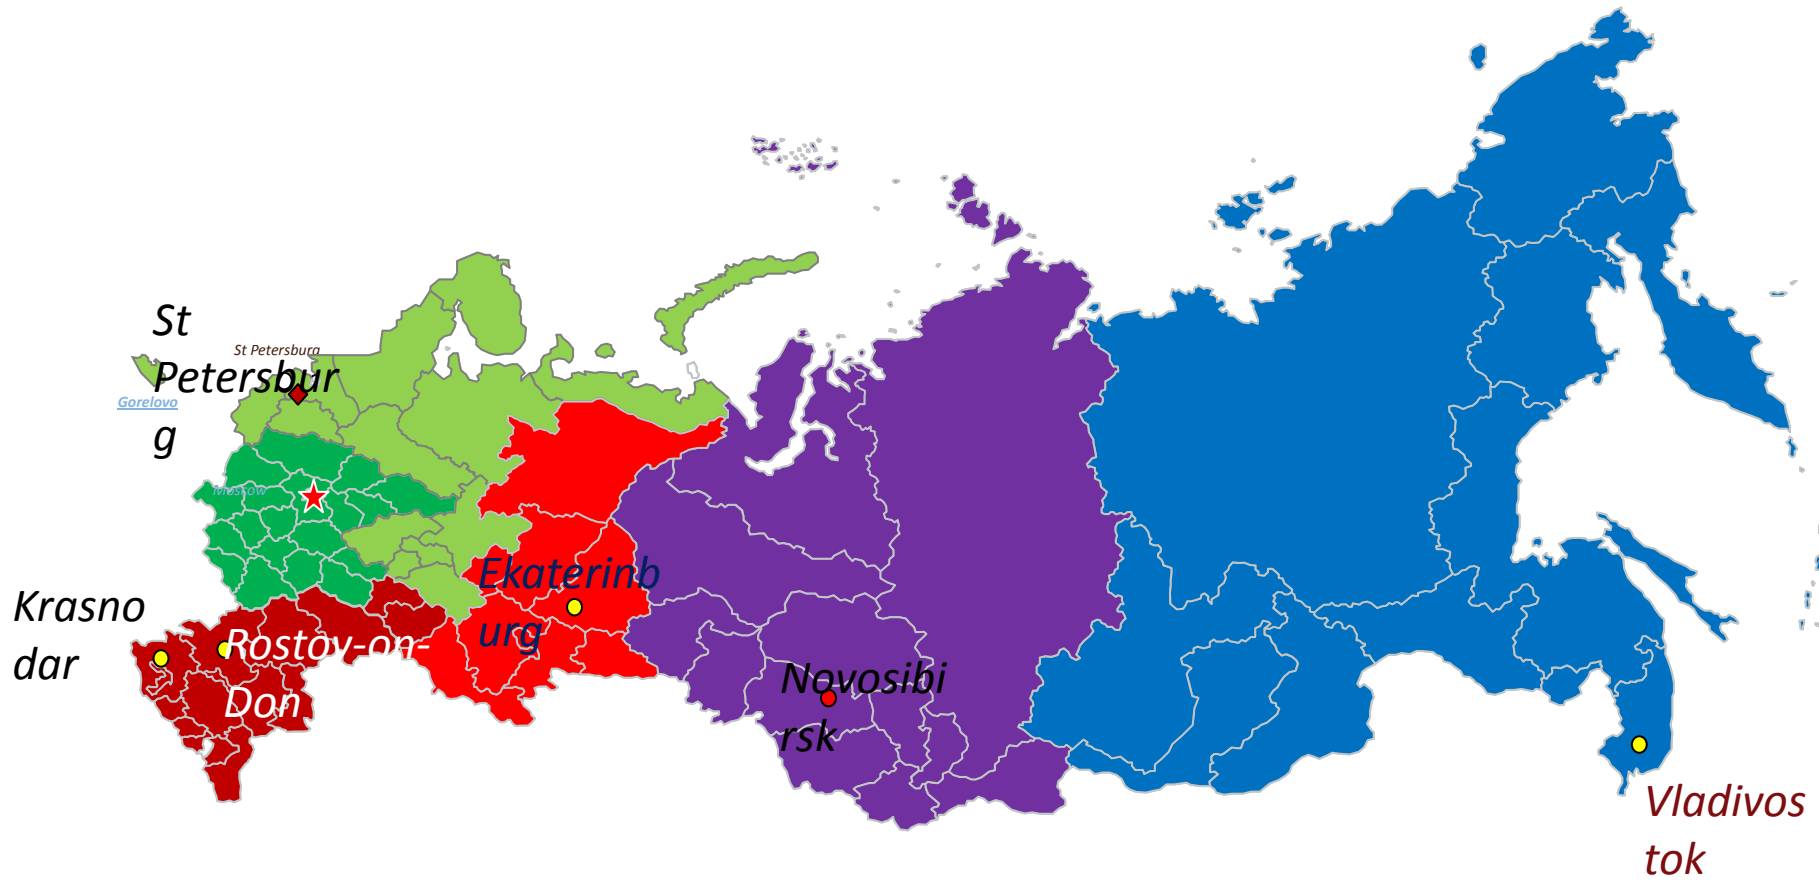 St
Petersbur
g
St Petersburg
Gorelovo
Moscow
Krasno
dar
Rostov-on-
Don
Ekaterinb
urg
Novosibi
rsk
Vladivos
tok